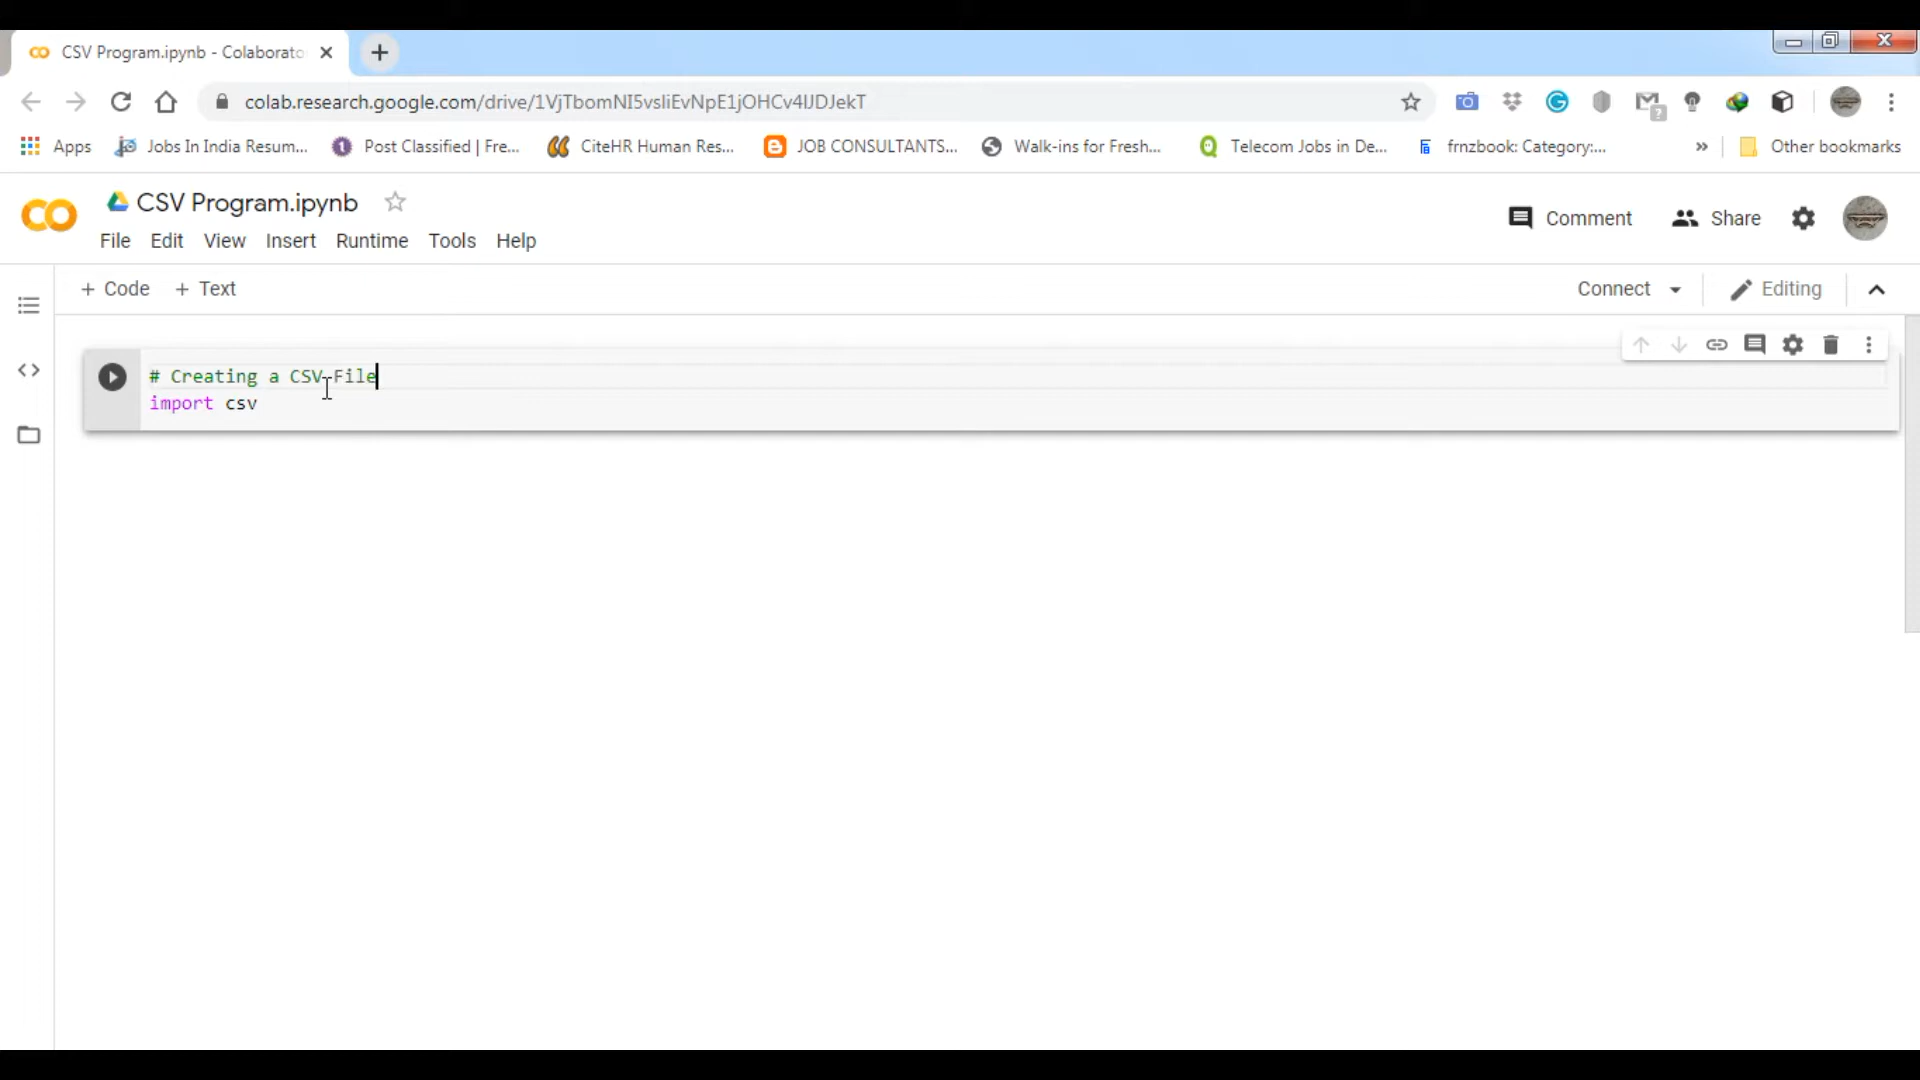 CSV Program.ipynb - Colaborato
colab.research.google.com/drive/1VjTbomNI5vsliEvNpE1jOHCv4IJDJekT
Apps Jobs In India Resum... Post Classified | Fre... CiteHR Human Res... JOB CONSULTANTS... Walk-ins for Fresh... Telecom Jobs in De... frnzbook: Category:... » Other bookmarks
CSV Program.ipynb
Comment Share
File Edit View Insert Runtime Tools Help
+ Code + Text Connect Editing
# Creating a CSV File
import csv